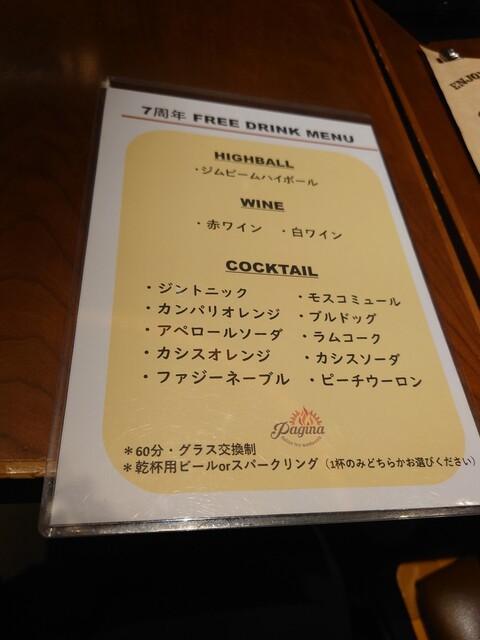 7周年 FREE DRINK MENU
HIGHBALL
・ジムビームハイボール
WINE
・赤ワイン ・白ワイン
COCKTAIL
・ジントニック ・モスコミュール
・カンパリオレンジ ・ブルドッグ
・アペロールソーダ ・ラムコーク
・カシスオレンジ ・カシスソーダ
・ファジーネーブル ・ピーチウーロン
Pagina
＊60分・グラス交換制
＊乾杯用ビールorスパークリング（1杯のみどちらかお選びください）
ENJO